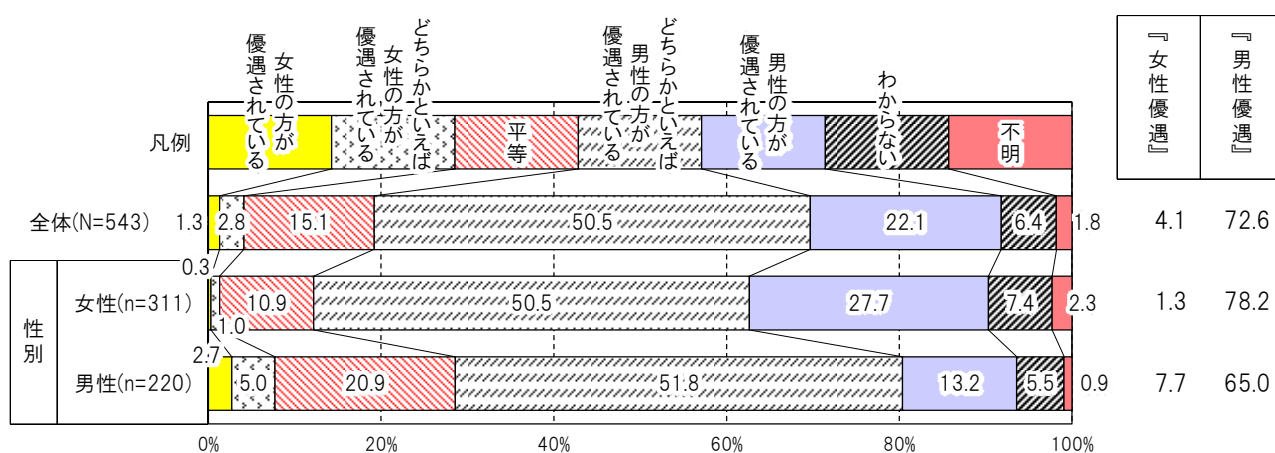 女性の方が
優遇されている
どちらかといえば
女性の方が
優遇されている
平等
どちらかといえば
男性の方が
優遇されている
男性の方が
優遇されている
わからない
不明
『女性優遇』
『男性優遇』
凡例
全体(N=543)
1.3
2.8
15.1
50.5
22.1
6.4
1.8
4.1
72.6
性別
女性(n=311)
0.3
1.0
10.9
50.5
27.7
7.4
2.3
1.3
78.2
男性(n=220)
2.7
5.0
20.9
51.8
13.2
5.5
0.9
7.7
65.0
0%
20%
40%
60%
80%
100%